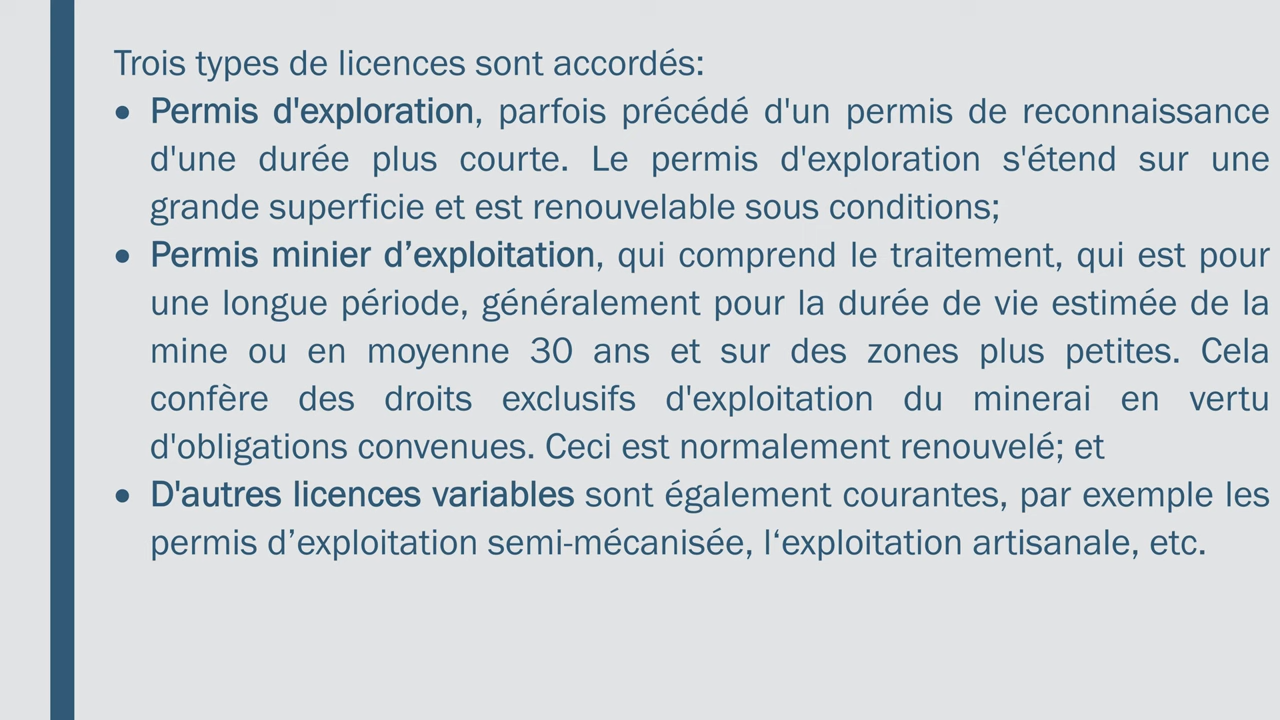 Trois types de licences sont accordés:
• Permis d'exploration, parfois précédé d'un permis de reconnaissance
d'une durée plus courte. Le permis d'exploration s'étend sur une
grande superficie et est renouvelable sous conditions;
• Permis minier d’exploitation, qui comprend le traitement, qui est pour
une longue période, généralement pour la durée de vie estimée de la
mine ou en moyenne 30 ans et sur des zones plus petites. Cela
confère des droits exclusifs d'exploitation du minerai en vertu
d'obligations convenues. Ceci est normalement renouvelé; et
• D'autres licences variables sont également courantes, par exemple les
permis d’exploitation semi-mécanisée, l‘exploitation artisanale, etc.